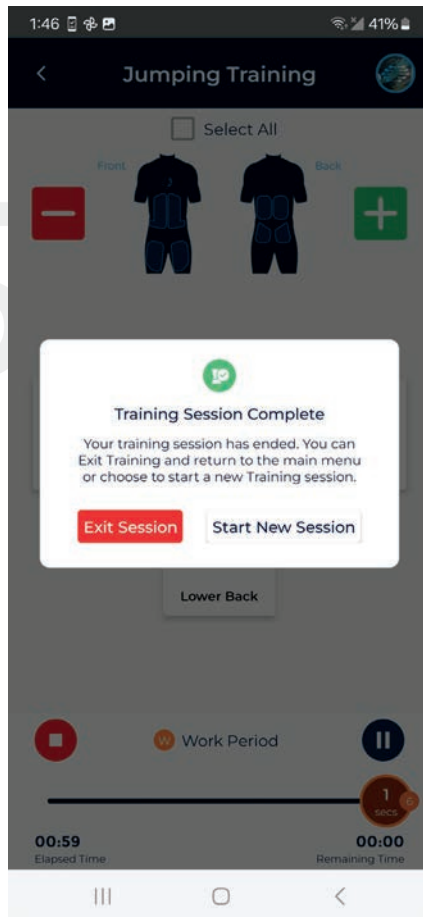 1:46 41%
Jumping Training
Select All
Front Back
Training Session Complete
Your training session has ended. You can
Exit Training and return to the main menu
or choose to start a new Training session.
Exit Session Start New Session
Lower Back
W Work Period
1 6
secs
00:59 00:00
Elapsed Time Remaining Time